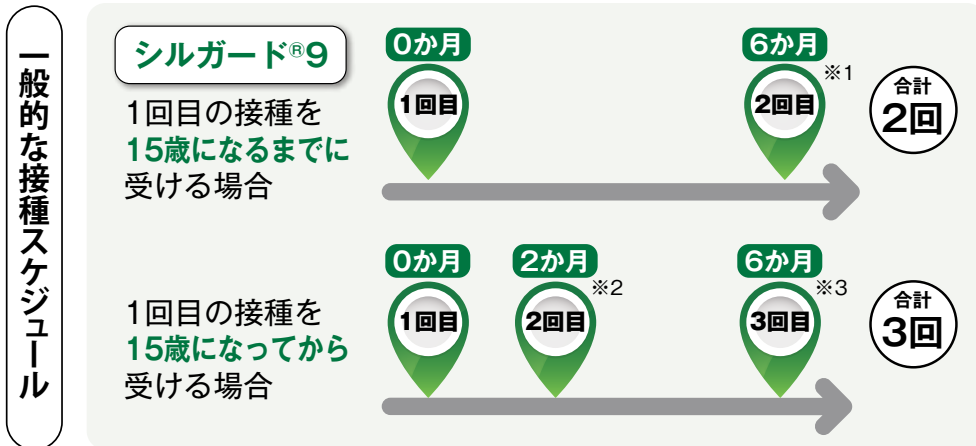 一般的な接種スケジュール
シルガード®9
1回目の接種を
15歳になるまでに
受ける場合
0か月
1回目
6か月
※1
2回目
合計
2回
1回目の接種を
15歳になってから
受ける場合
0か月
1回目
2か月
※2
2回目
6か月
※3
3回目
合計
3回